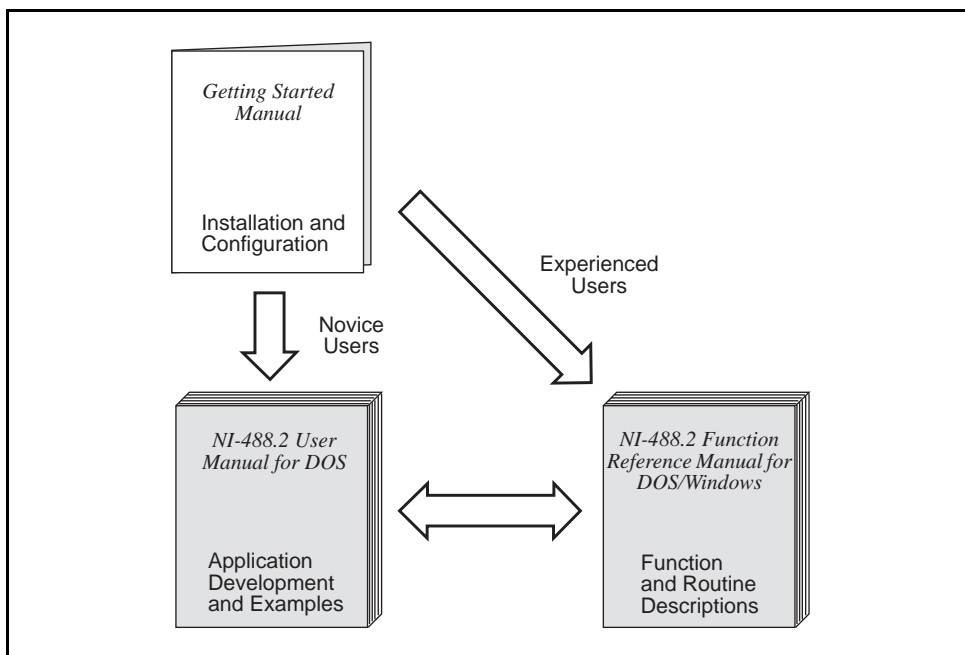 Getting Started
Manual
Installation and
Configuration
Experienced
Users
Novice
Users
NI-488.2 User
Manual for DOS
Application
Development
and Examples
NI-488.2 Function
Reference Manual for
DOS/Windows
Function
and Routine
Descriptions